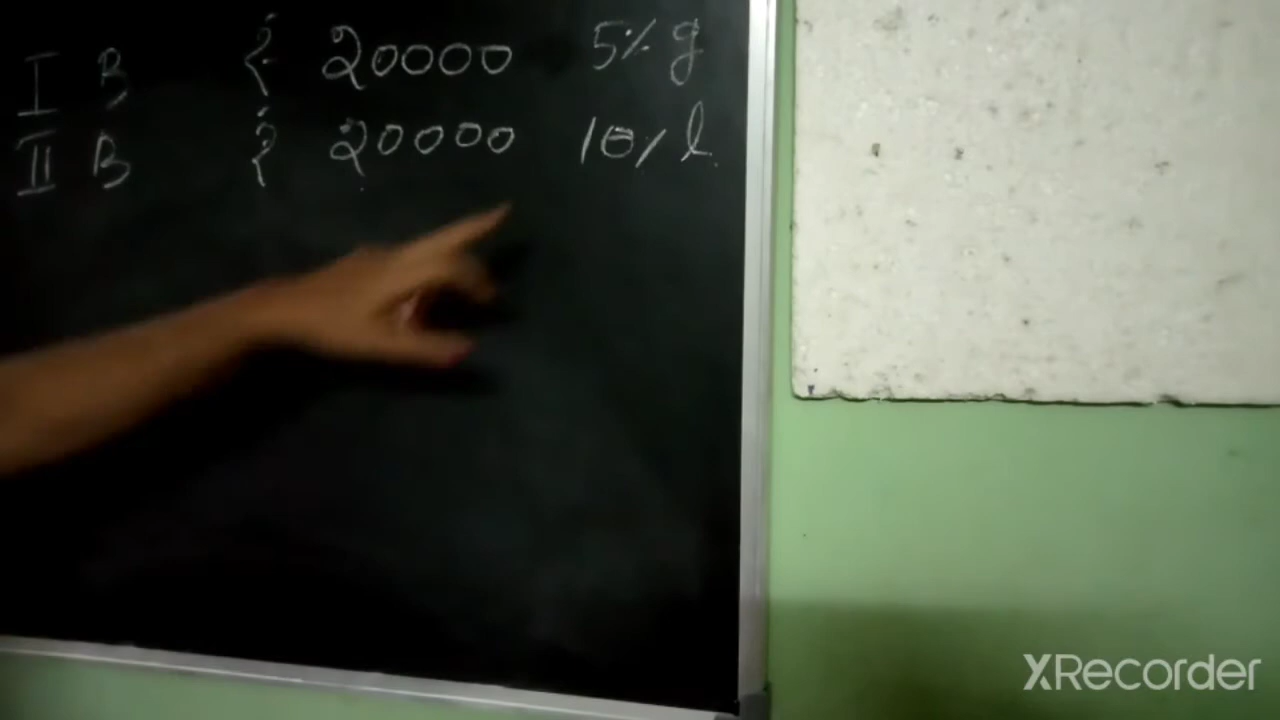 I B ₹ 20000 5% g
II B ₹ 20000 10% l
XRecorder